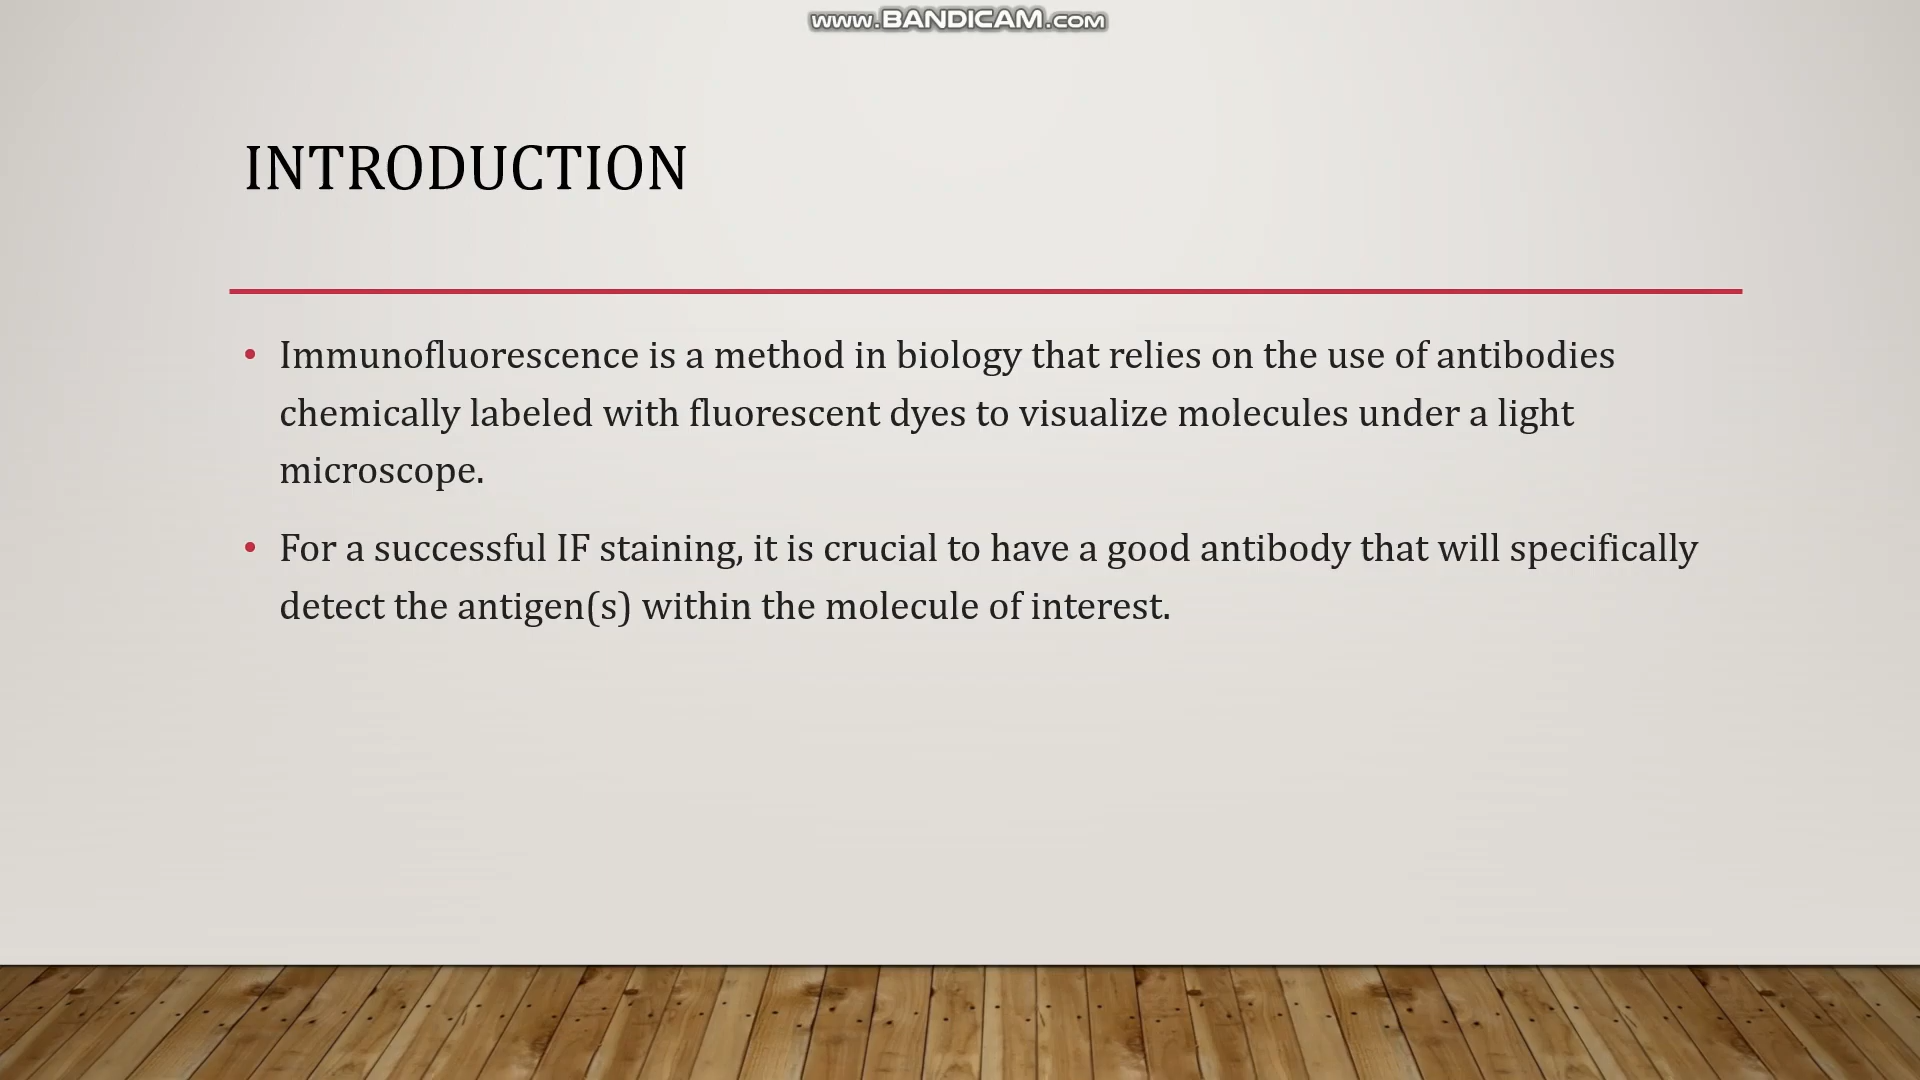 www.BANDICAM.com
INTRODUCTION
• Immunofluorescence is a method in biology that relies on the use of antibodies
chemically labeled with fluorescent dyes to visualize molecules under a light
microscope.
• For a successful IF staining, it is crucial to have a good antibody that will specifically
detect the antigen(s) within the molecule of interest.